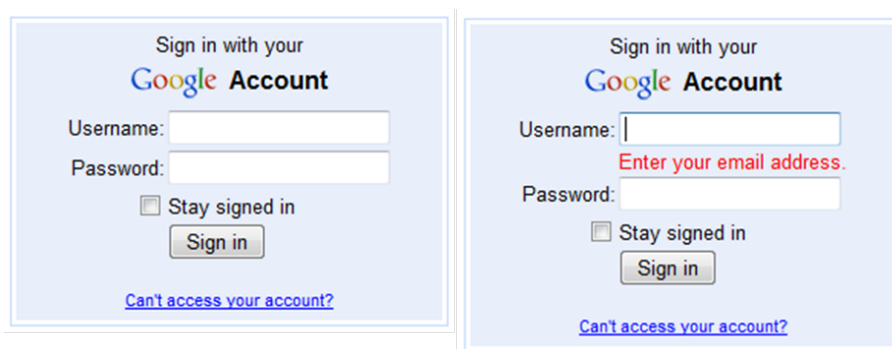 Sign in with your
Google Account
Username:
Password:
Stay signed in
Sign in
Can't access your account?
Sign in with your
Google Account
Username:
Enter your email address.
Password:
Stay signed in
Sign in
Can't access your account?